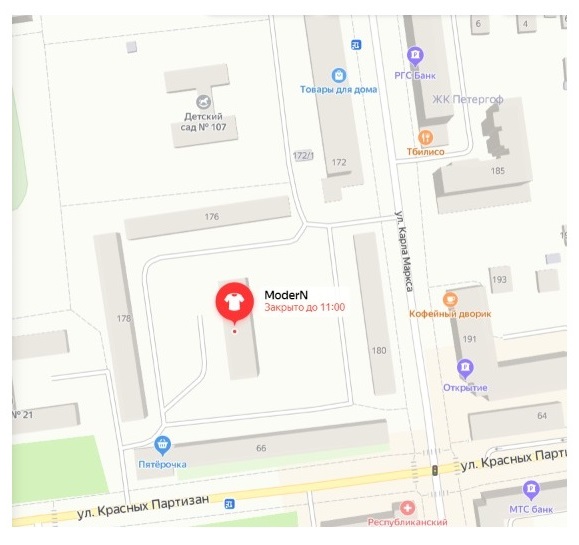 6
4
РГС Банк
Товары для дома
ЖК Петергоф
Детский
сад № 107
Тбилисо
172/1
172
185
176
ул. Карла Маркса
193
ModerN
Закрыто до 11:00
Кофейный дворик
178
180
191
Открытие
№ 21
64
66
Пятёрочка
ул. Красных Парти
ул. Красных Партизан
МТС банк
Республиканский